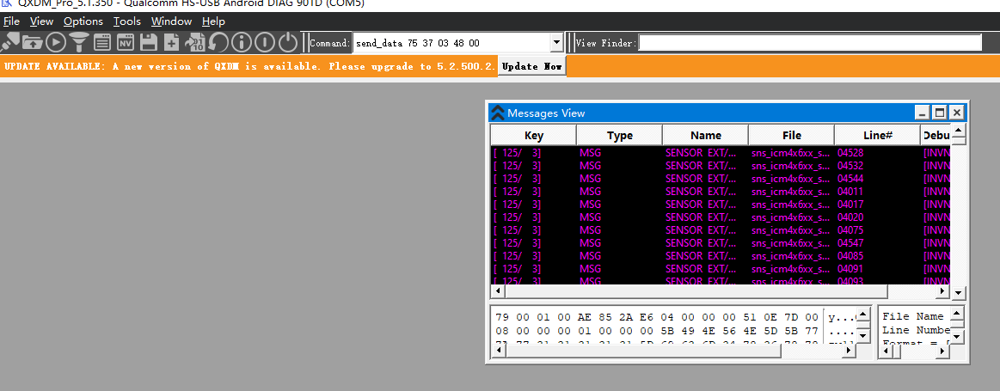 QXDM_Pro_5.1.350 - Qualcomm HS-USB Android DIAG 901D (COM5)
File View Options Tools Window Help
Command: send_data 75 37 03 48 00 View Finder:
UPDATE AVAILABLE: A new version of QXDM is available. Please upgrade to 5.2.500.2. Update Now
Messages View
Key Type Name File Line# Debu
[ 125/ 3] MSG SENSOR EXT/... sns_icm4x6xx_s... 04528 [INVN
[ 125/ 3] MSG SENSOR EXT/... sns_icm4x6xx_s... 04532 [INVN
[ 125/ 3] MSG SENSOR EXT/... sns_icm4x6xx_s... 04544 [INVN
[ 125/ 3] MSG SENSOR EXT/... sns_icm4x6xx_s... 04011 [INVN
[ 125/ 3] MSG SENSOR EXT/... sns_icm4x6xx_s... 04017 [INVN
[ 125/ 3] MSG SENSOR EXT/... sns_icm4x6xx_s... 04020 [INVN
[ 125/ 3] MSG SENSOR EXT/... sns_icm4x6xx_s... 04075 [INVN
[ 125/ 3] MSG SENSOR EXT/... sns_icm4x6xx_s... 04547 [INVN
[ 125/ 3] MSG SENSOR EXT/... sns_icm4x6xx_s... 04085 [INVN
[ 125/ 3] MSG SENSOR EXT/... sns_icm4x6xx_s... 04091 [INVN
[ 125/ 3] MSG SENSOR EXT/... sns_icm4x6xx_s... 04093 [INVN
79 00 01 00 AE 85 2A E6 04 00 00 00 51 0E 7D 00 y... File Name
08 00 00 00 01 00 00 00 5B 49 4E 56 4E 5D 5B 77 .... Line Numbe
Format = [